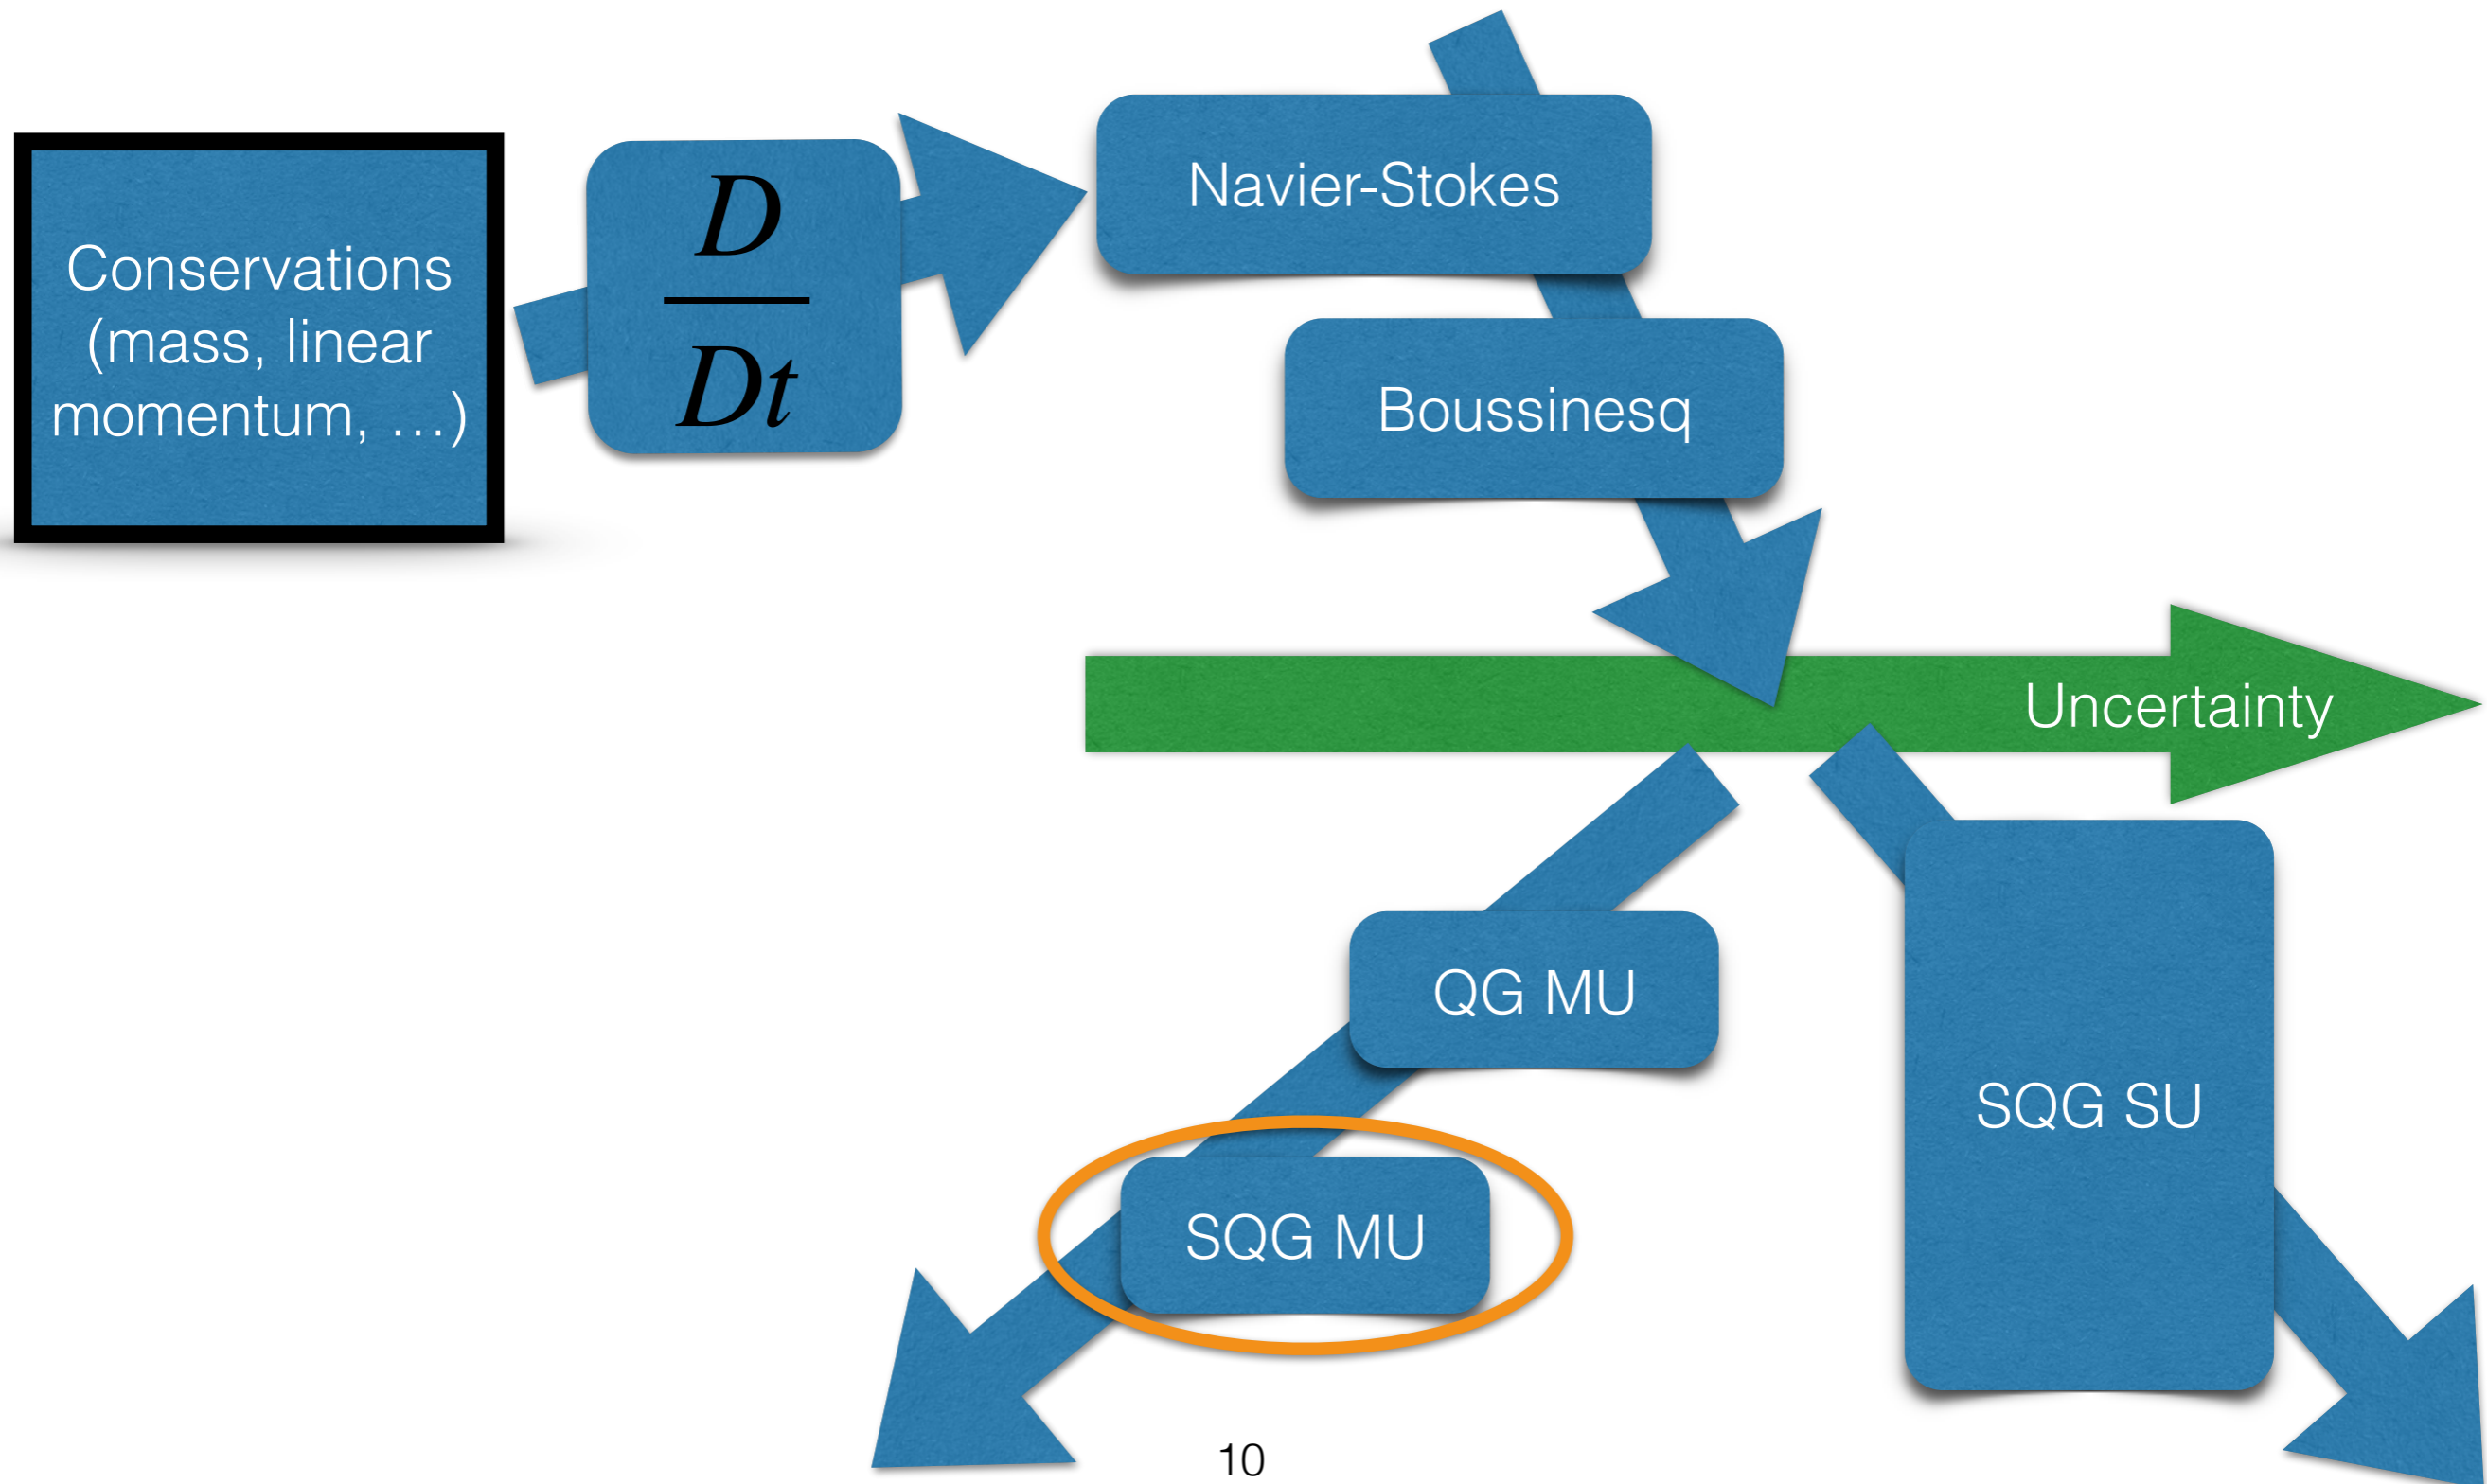 Conservations
(mass, linear
momentum, …)
D
Dt
Navier-Stokes
Boussinesq
Uncertainty
QG MU
SQG SU
SQG MU
10